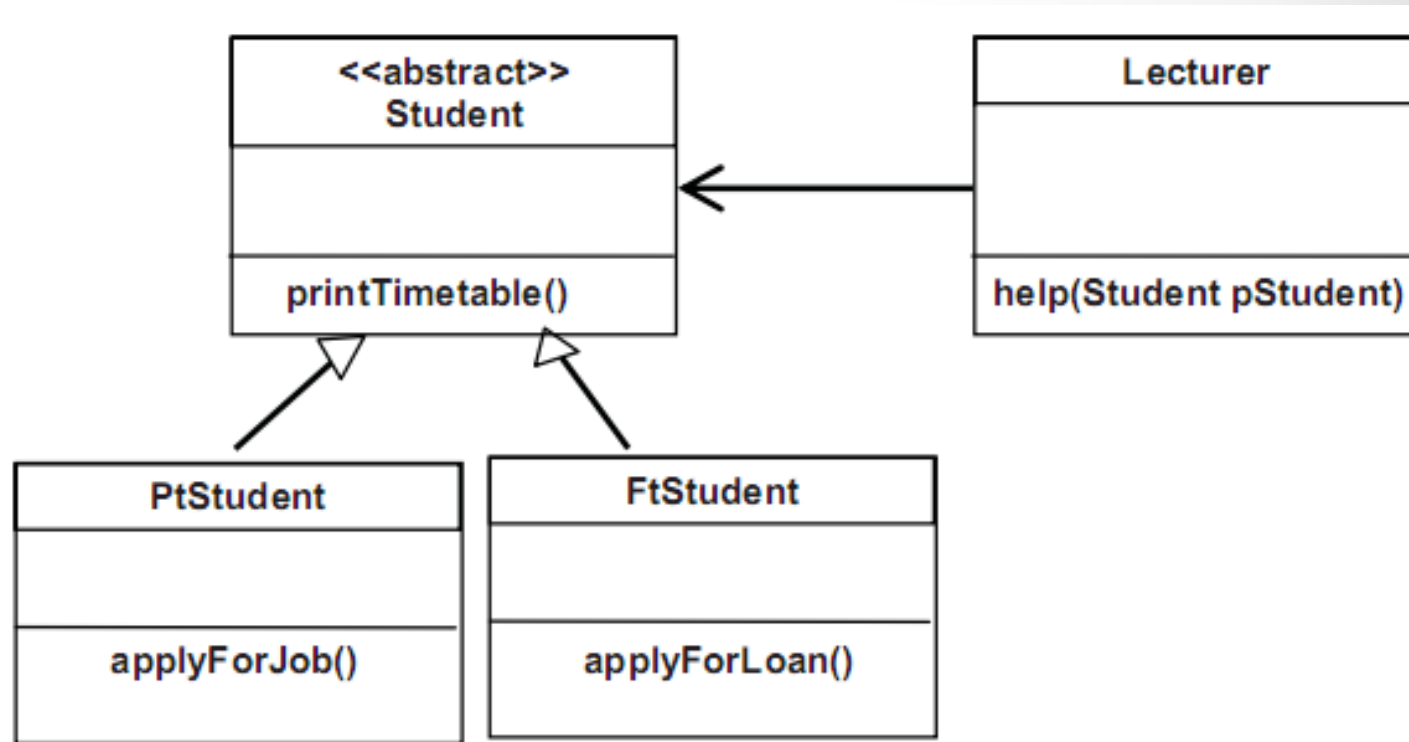 <<abstract>>
Student
printTimetable()
Lecturer
help(Student pStudent)
PtStudent
applyForJob()
FtStudent
applyForLoan()